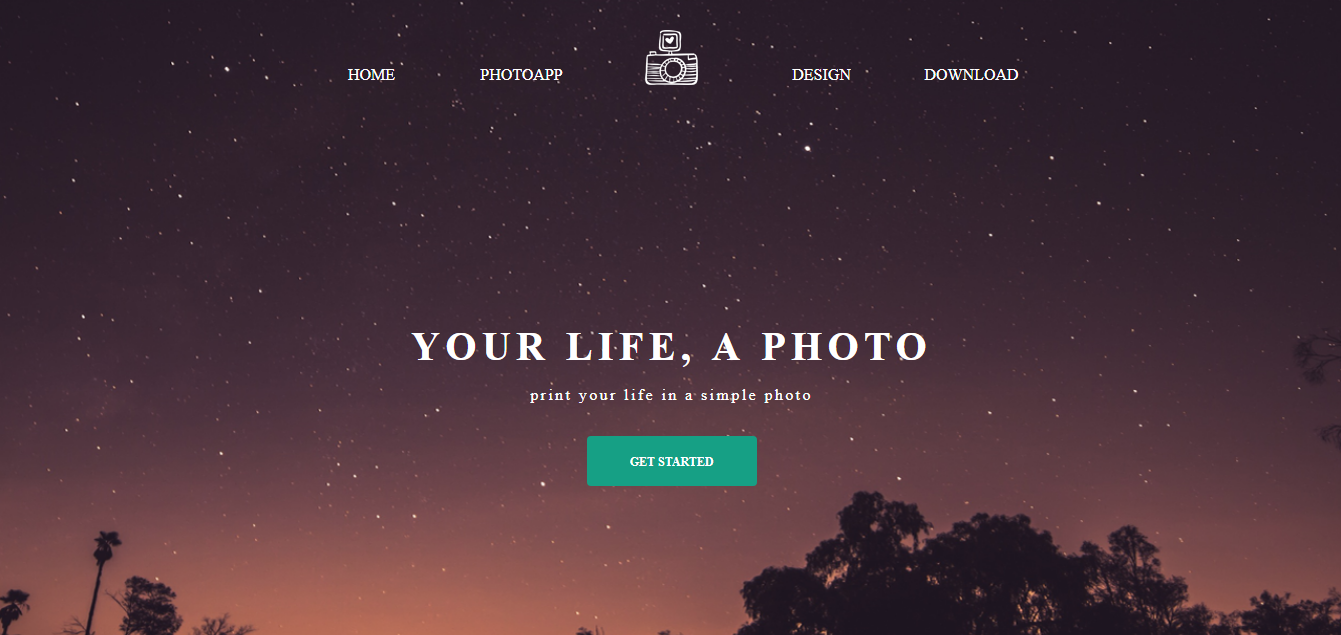 HOME PHOTOAPP DESIGN DOWNLOAD
YOUR LIFE, A PHOTO
print your life in a simple photo
GET STARTED